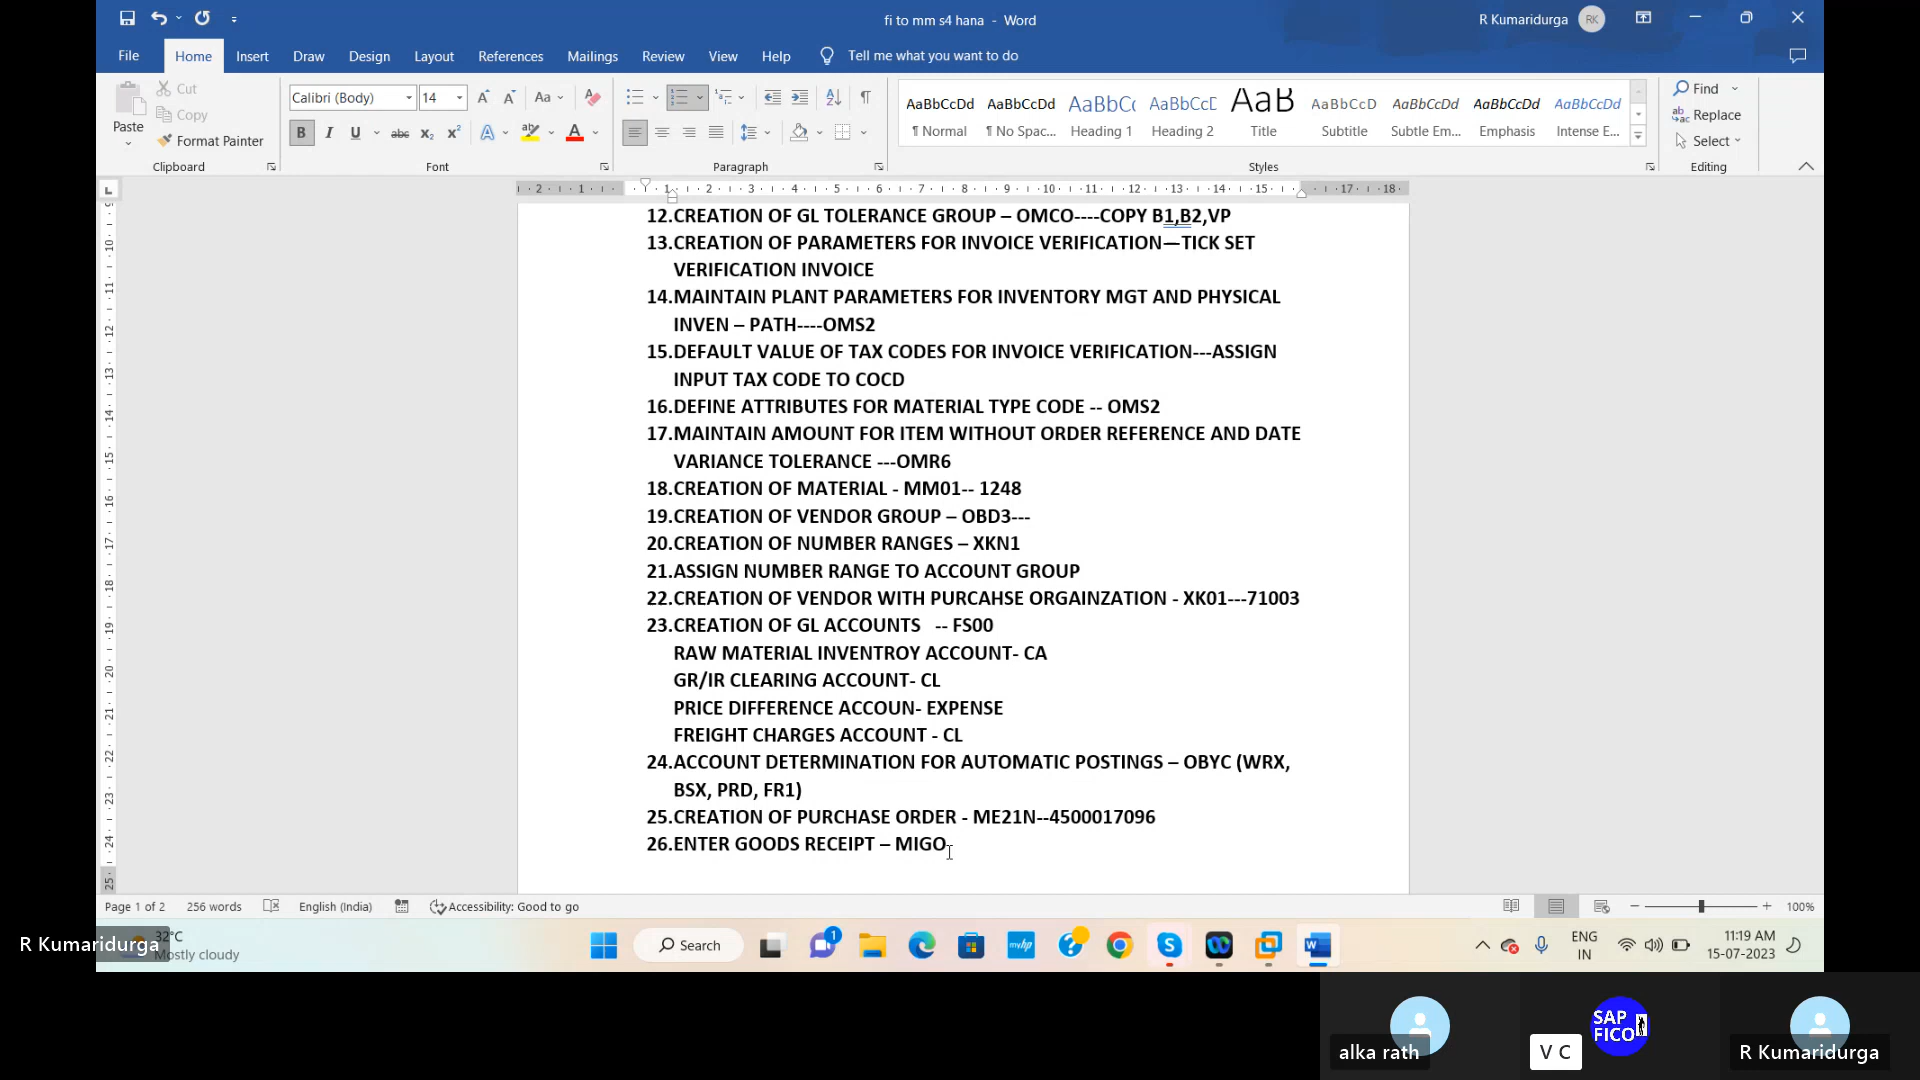 fi to mm s4 hana - Word
R Kumaridurga
RK
File Home Insert Draw Design Layout References Mailings Review View Help Tell me what you want to do
Paste
Cut
Copy
Format Painter
Clipboard
Calibri (Body) 14
Font
Paragraph
AaBbCcDd AaBbCcDd AaBbCc AaBbCcE AaB AaBbCcD AaBbCcDd AaBbCcDd AaBbCcDd
¶ Normal ¶ No Spac... Heading 1 Heading 2 Title Subtitle Subtle Em... Emphasis Intense E...
Styles
Find
Replace
Select
Editing
12.CREATION OF GL TOLERANCE GROUP – OMCO----COPY B1,B2,VP
13.CREATION OF PARAMETERS FOR INVOICE VERIFICATION—TICK SET
VERIFICATION INVOICE
14.MAINTAIN PLANT PARAMETERS FOR INVENTORY MGT AND PHYSICAL
INVEN – PATH----OMS2
15.DEFAULT VALUE OF TAX CODES FOR INVOICE VERIFICATION---ASSIGN
INPUT TAX CODE TO COCD
16.DEFINE ATTRIBUTES FOR MATERIAL TYPE CODE -- OMS2
17.MAINTAIN AMOUNT FOR ITEM WITHOUT ORDER REFERENCE AND DATE
VARIANCE TOLERANCE ---OMR6
18.CREATION OF MATERIAL - MM01-- 1248
19.CREATION OF VENDOR GROUP – OBD3---
20.CREATION OF NUMBER RANGES – XKN1
21.ASSIGN NUMBER RANGE TO ACCOUNT GROUP
22.CREATION OF VENDOR WITH PURCAHSE ORGAINZATION - XK01---71003
23.CREATION OF GL ACCOUNTS -- FS00
RAW MATERIAL INVENTROY ACCOUNT- CA
GR/IR CLEARING ACCOUNT- CL
PRICE DIFFERENCE ACCOUN- EXPENSE
FREIGHT CHARGES ACCOUNT - CL
24.ACCOUNT DETERMINATION FOR AUTOMATIC POSTINGS – OBYC (WRX,
BSX, PRD, FR1)
25.CREATION OF PURCHASE ORDER - ME21N--4500017096
26.ENTER GOODS RECEIPT – MIGO
Page 1 of 2 256 words English (India) Accessibility: Good to go 100%
32°C
Mostly cloudy
R Kumaridurga
Search
1
myhp
ENG
IN
11:19 AM
15-07-2023
alka rath
SAP
FICO
V C
R Kumaridurga